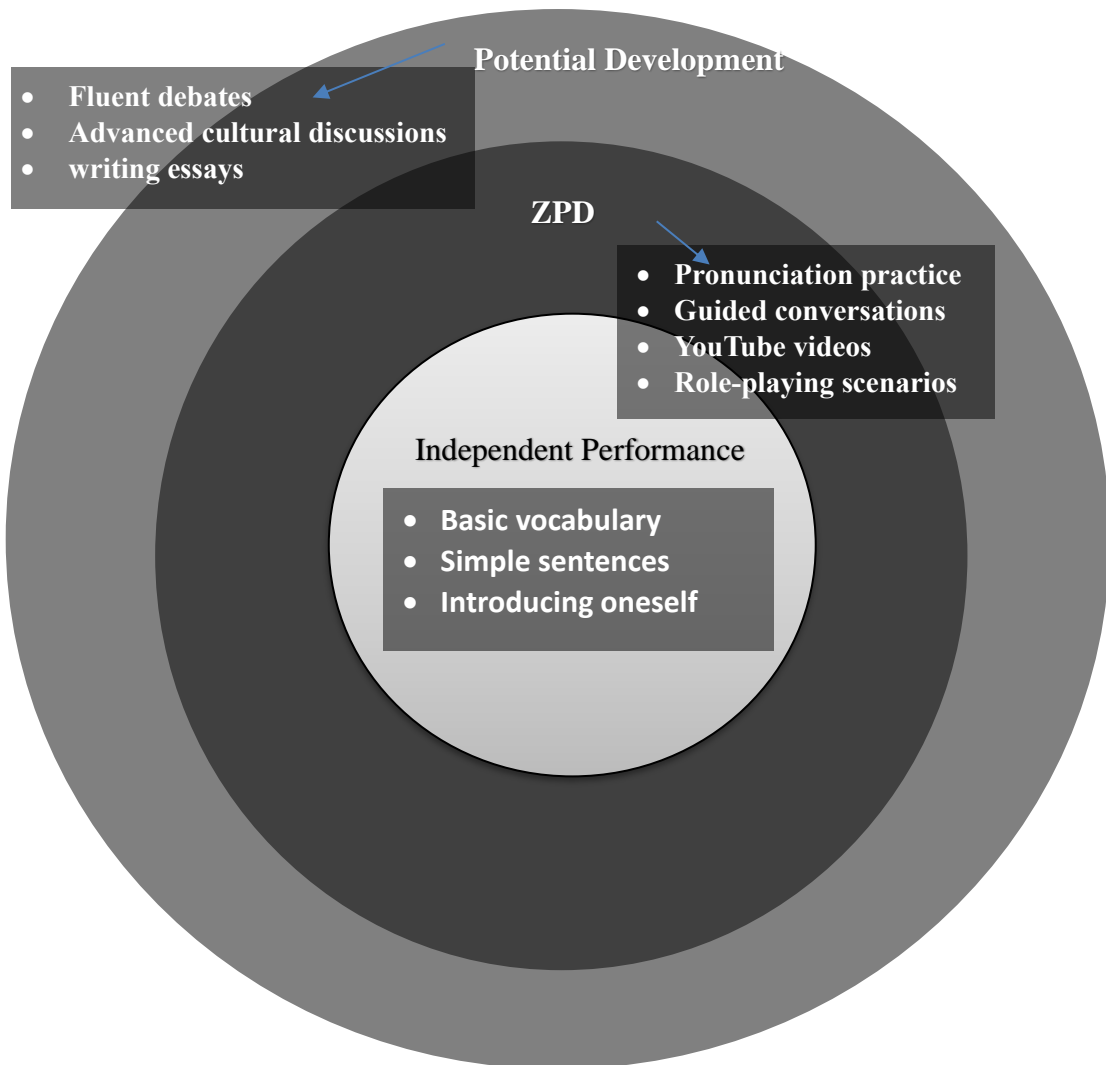 Potential Development
• Fluent debates
• Advanced cultural discussions
• writing essays
ZPD
• Pronunciation practice
• Guided conversations
• YouTube videos
• Role-playing scenarios
Independent Performance
• Basic vocabulary
• Simple sentences
• Introducing oneself